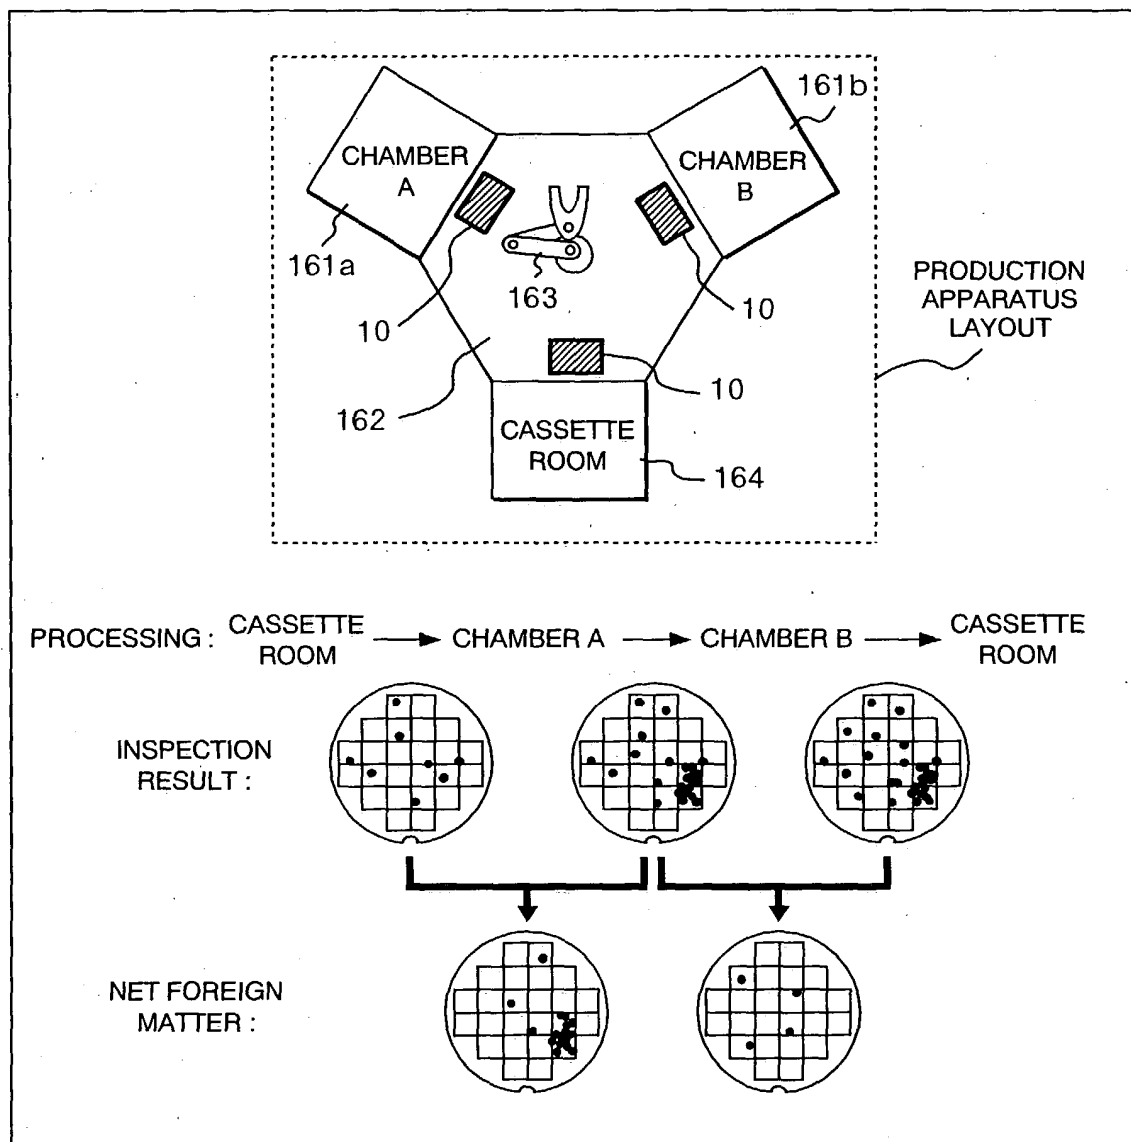 161b
CHAMBER
A
CHAMBER
B
161a
10
163
10
10
162
PRODUCTION
APPARATUS
LAYOUT
CASSETTE
ROOM
164
PROCESSING : CASSETTE
ROOM
CHAMBER A
CHAMBER B
CASSETTE
ROOM
INSPECTION
RESULT :
NET FOREIGN
MATTER :